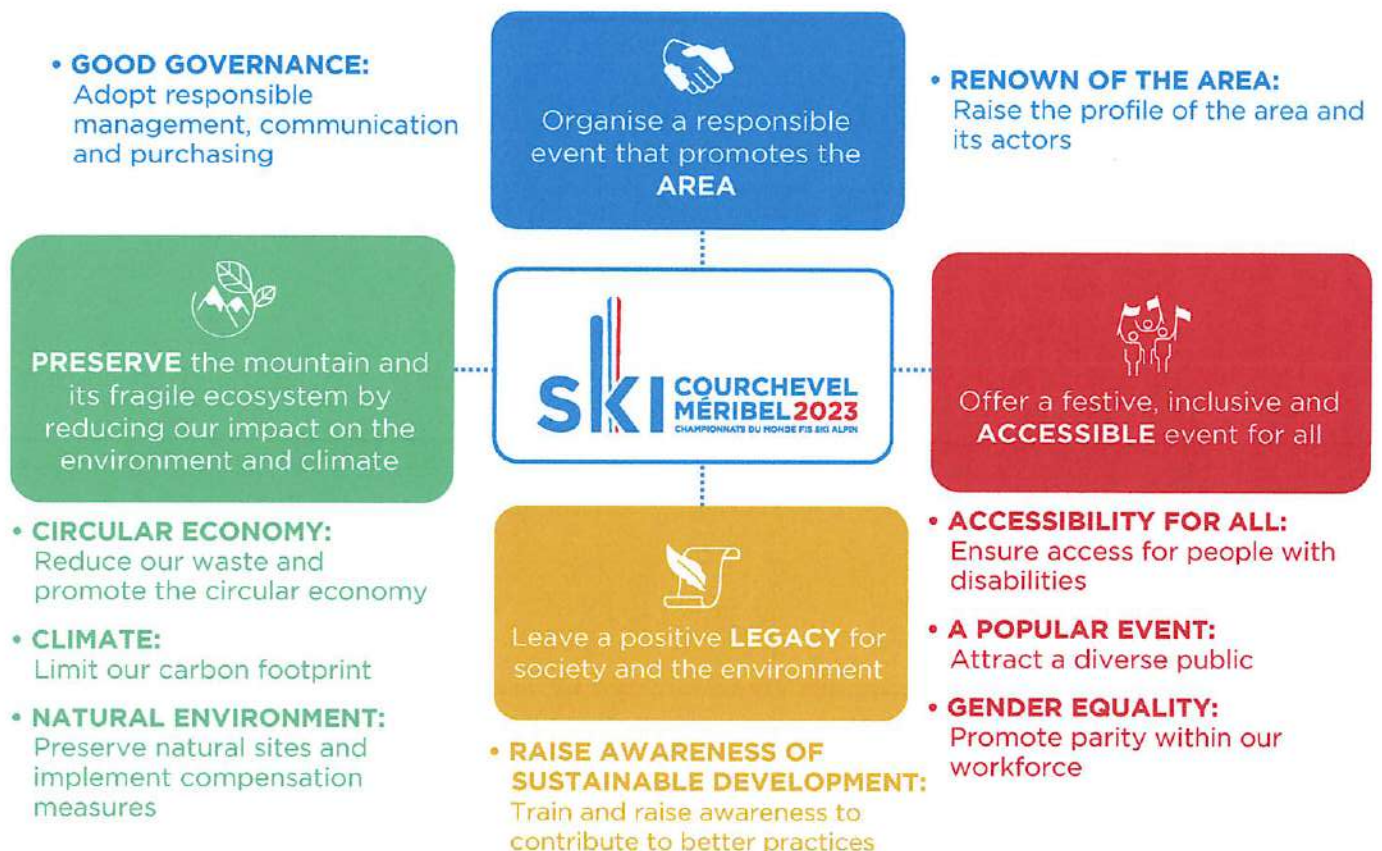 • GOOD GOVERNANCE:
Adopt responsible
management, communication
and purchasing
Organise a responsible
event that promotes the
AREA
• RENOWN OF THE AREA:
Raise the profile of the area and
its actors
PRESERVE the mountain and
its fragile ecosystem by
reducing our impact on the
environment and climate
SKI COURCHEVEL
MÉRIBEL 2023
CHAMPIONNATS DU MONDE FIS SKI ALPIN
Offer a festive, inclusive and
ACCESSIBLE event for all
• CIRCULAR ECONOMY:
Reduce our waste and
promote the circular economy
• CLIMATE:
Limit our carbon footprint
• NATURAL ENVIRONMENT:
Preserve natural sites and
implement compensation
measures
Leave a positive LEGACY for
society and the environment
• RAISE AWARENESS OF
SUSTAINABLE DEVELOPMENT:
Train and raise awareness to
contribute to better practices
• ACCESSIBILITY FOR ALL:
Ensure access for people with
disabilities
• A POPULAR EVENT:
Attract a diverse public
• GENDER EQUALITY:
Promote parity within our
workforce